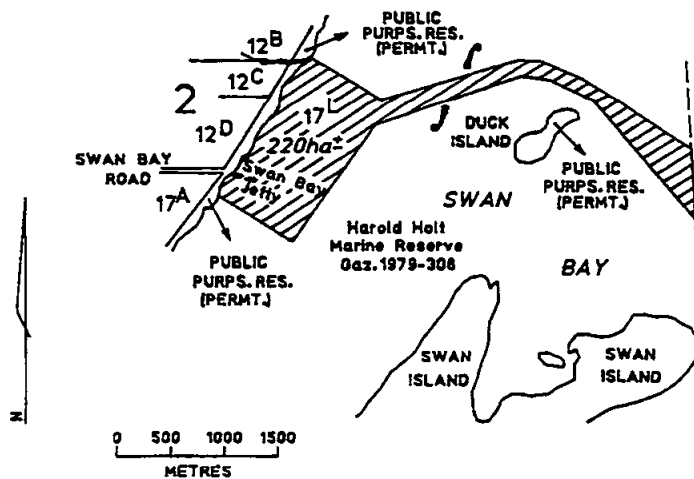 PUBLIC
PURPS. RES.
(PERMT.)
12B
12C
2
12D
17L
220ha±
Swan Bay
Jetty
SWAN BAY
ROAD
17A
DUCK
ISLAND
PUBLIC
PURPS. RES.
(PERMT.)
SWAN
BAY
Harold Holt
Marine Reserve
Gaz. 1979-308
PUBLIC
PURPS. RES.
(PERMT.)
SWAN
ISLAND
SWAN
ISLAND
N
0 500 1000 1500
METRES